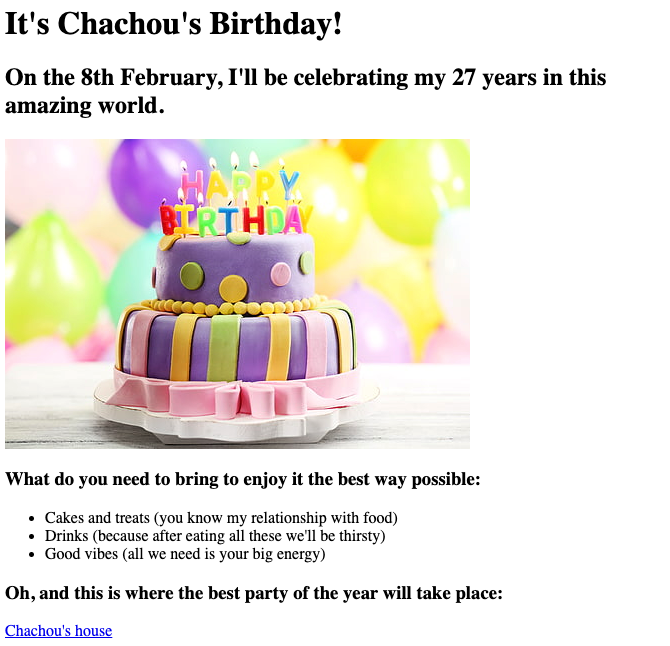 It's Chachou's Birthday!
On the 8th February, I'll be celebrating my 27 years in this
amazing world.
HAPPY
BIRTHDAY
What do you need to bring to enjoy it the best way possible:
Cakes and treats (you know my relationship with food)
Drinks (because after eating all these we'll be thirsty)
Good vibes (all we need is your big energy)
Oh, and this is where the best party of the year will take place:
Chachou's house